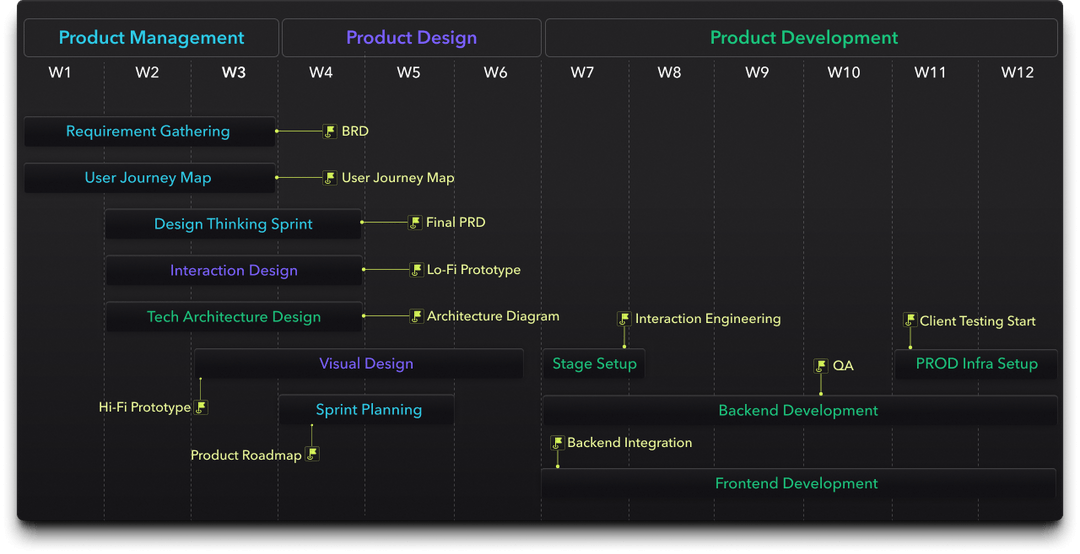 Product Management
Product Design
Product Development
W1
W2
W3
W4
W5
W6
W7
W8
W9
W10
W11
W12
Requirement Gathering
BRD
User Journey Map
User Journey Map
Design Thinking Sprint
Final PRD
Interaction Design
Lo-Fi Prototype
Tech Architecture Design
Architecture Diagram
Interaction Engineering
Client Testing Start
Visual Design
Stage Setup
QA
PROD Infra Setup
Hi-Fi Prototype
Sprint Planning
Backend Development
Product Roadmap
Backend Integration
Frontend Development